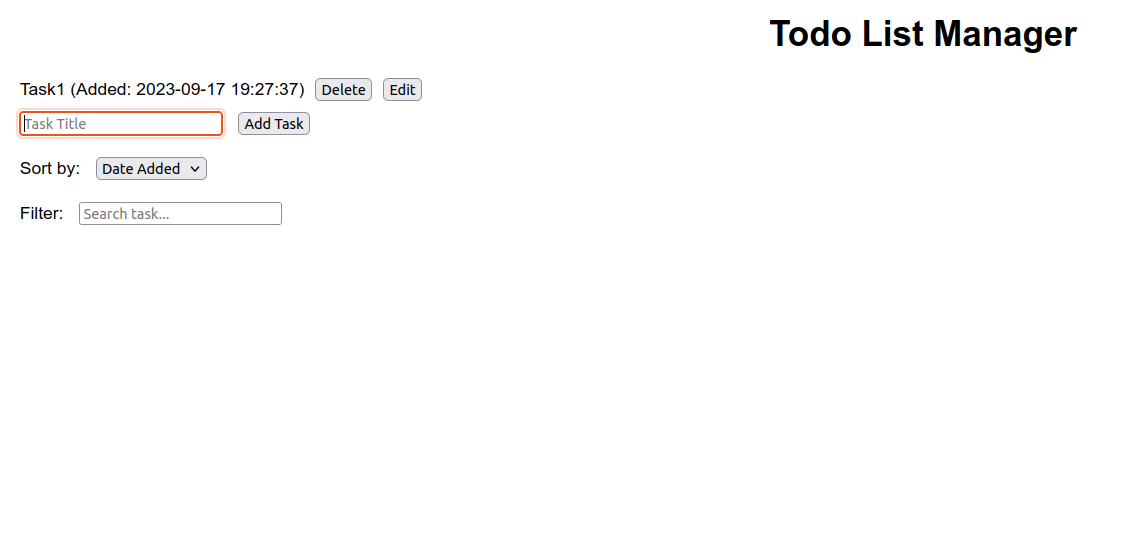 Todo List Manager
Task1 (Added: 2023-09-17 19:27:37) Delete Edit
Task Title Add Task
Sort by: Date Added
Filter: Search task...